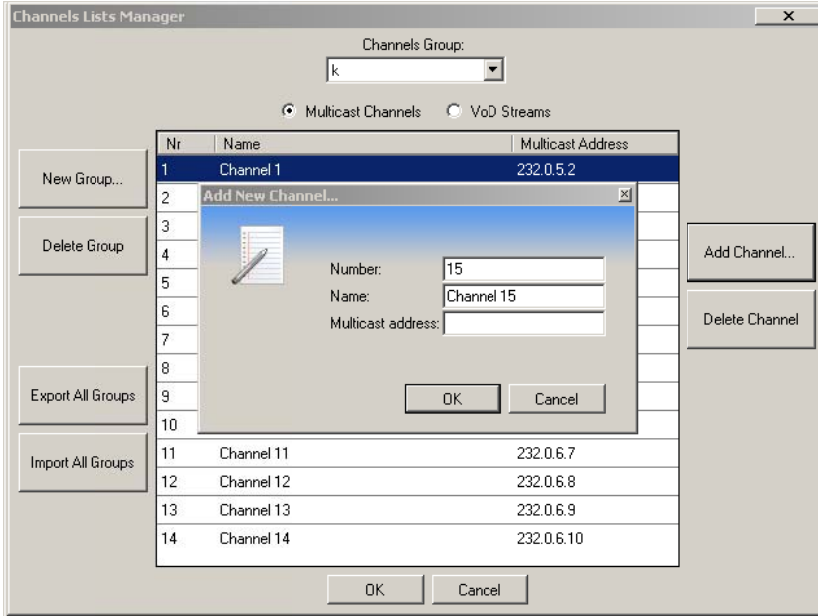 Channels Lists Manager
Channels Group:
k
Multicast Channels VoD Streams
Nr Name Multicast Address
1 Channel 1 232.0.5.2
2
3
4
5
6
7
8
9
10
11 Channel 11 232.0.6.7
12 Channel 12 232.0.6.8
13 Channel 13 232.0.6.9
14 Channel 14 232.0.6.10
New Group...
Delete Group
Export All Groups
Import All Groups
Add New Channel...
Number: 15
Name: Channel 15
Multicast address:
OK Cancel
Add Channel...
Delete Channel
OK Cancel